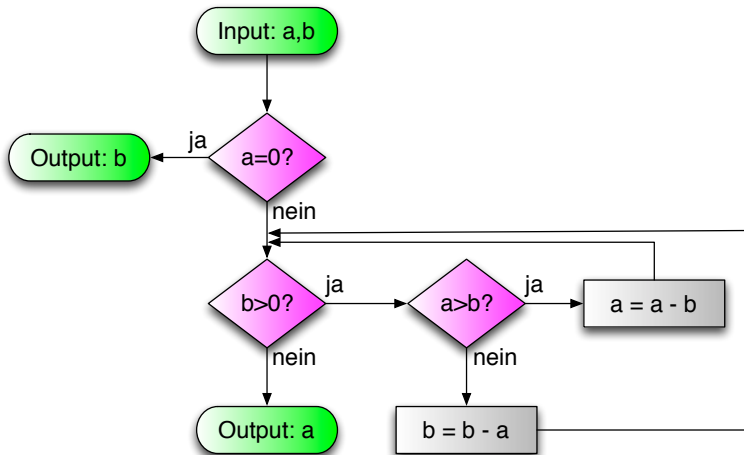 Input: a,b
ja
Output: b
a=0?
nein
b>0?
ja
a>b?
ja
a = a - b
nein
nein
Output: a
b = b - a